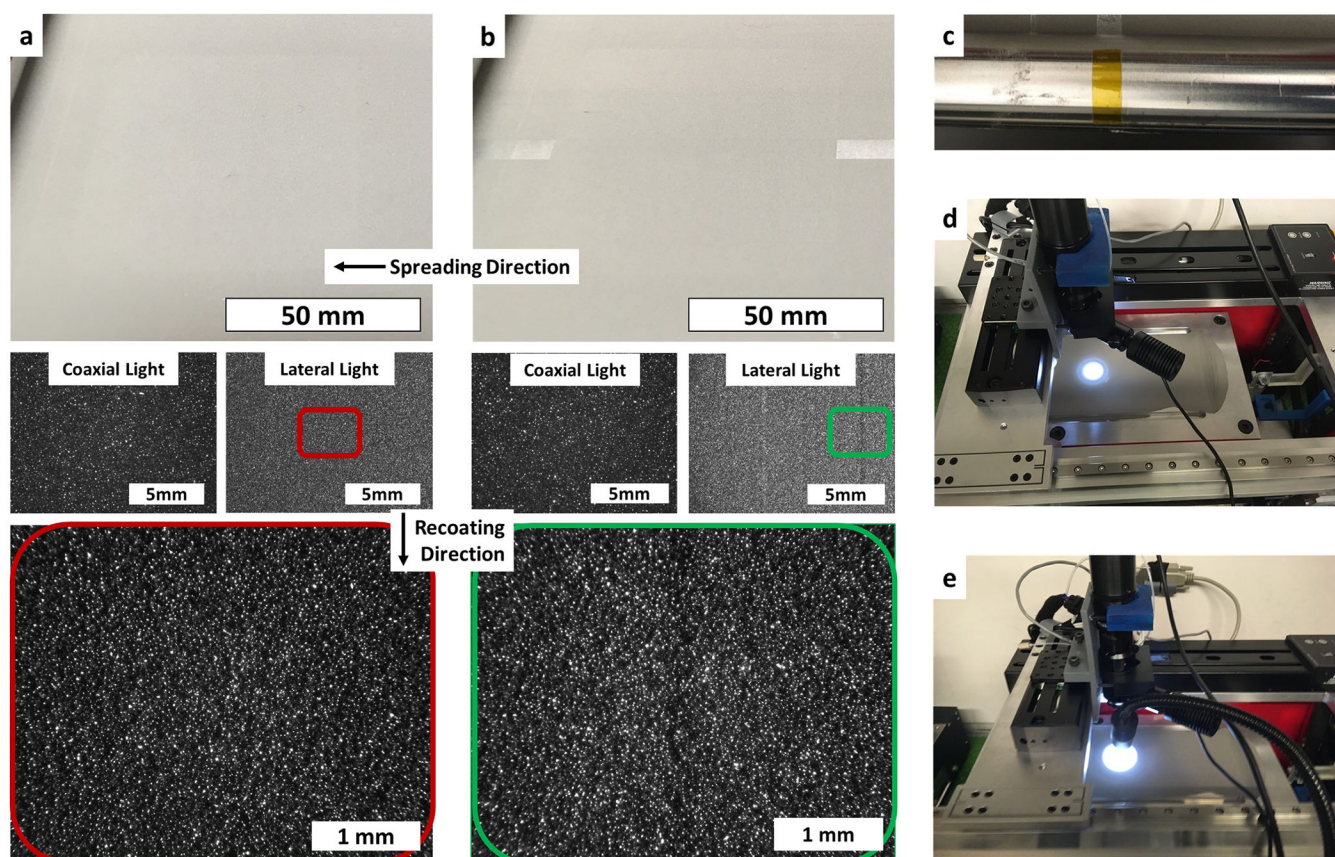 a
b
c
Spreading Direction
50 mm
50 mm
d
Coaxial Light
Lateral Light
Coaxial Light
Lateral Light
5mm
5mm
5mm
5mm
Recoating
Direction
e
1 mm
1 mm